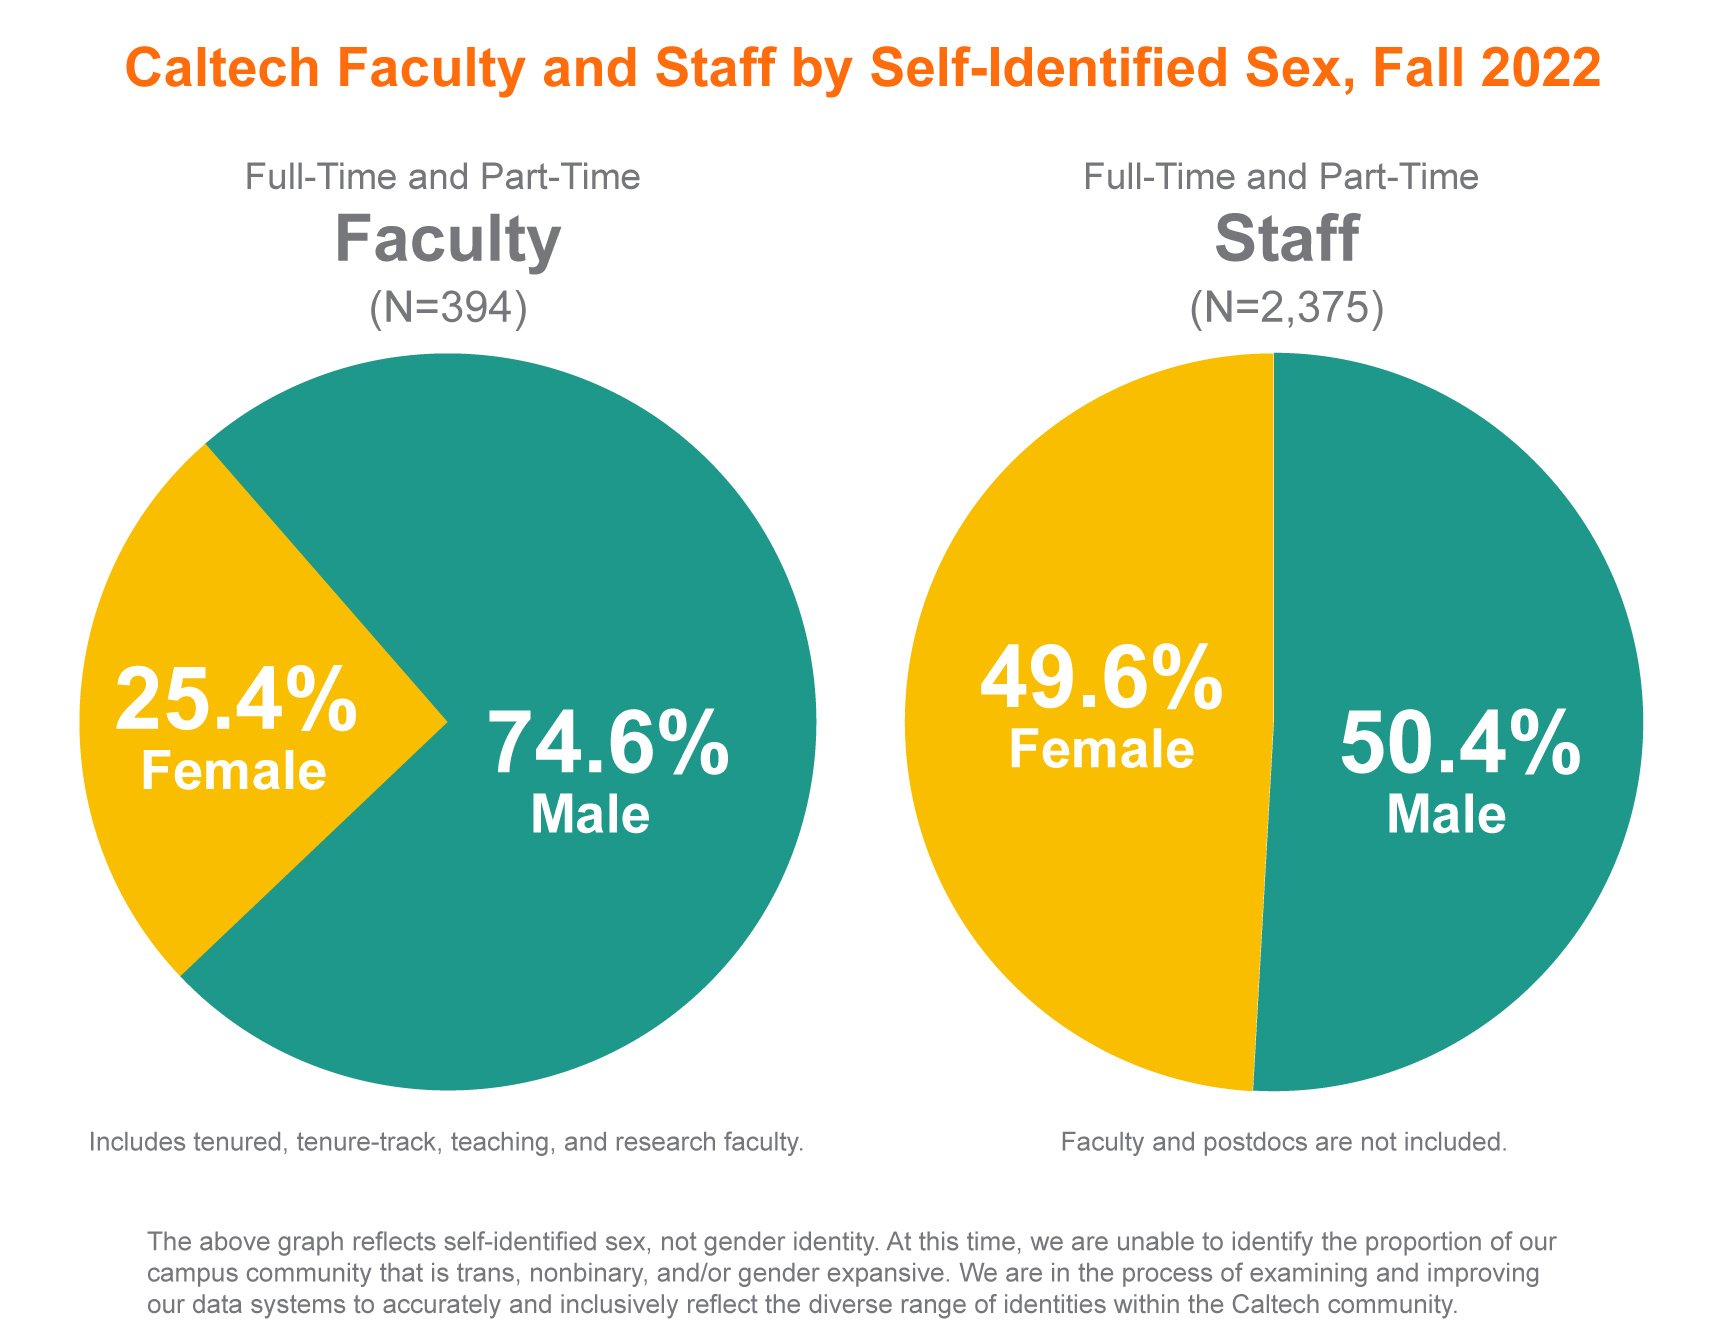 Caltech Faculty and Staff by Self-Identified Sex, Fall 2022
Full-Time and Part-Time
Faculty
(N=394)
25.4%
Female
74.6%
Male
Includes tenured, tenure-track, teaching, and research faculty.
Full-Time and Part-Time
Staff
(N=2,375)
49.6%
Female
50.4%
Male
Faculty and postdocs are not included.
The above graph reflects self-identified sex, not gender identity. At this time, we are unable to identify the proportion of our
campus community that is trans, nonbinary, and/or gender expansive. We are in the process of examining and improving
our data systems to accurately and inclusively reflect the diverse range of identities within the Caltech community.